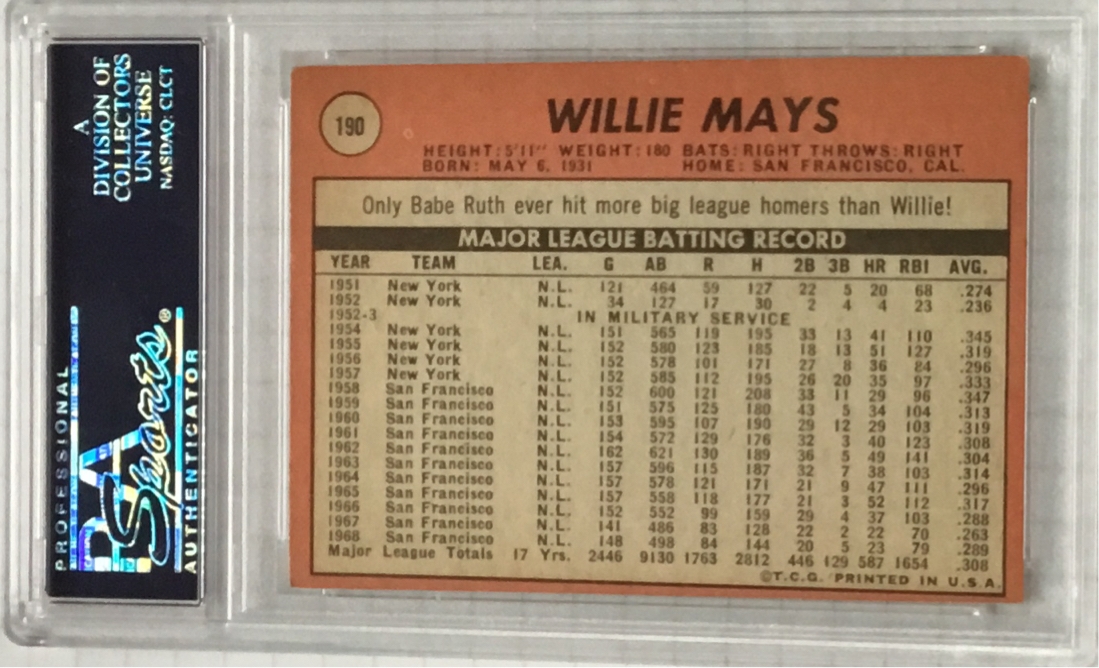 A
DIVISION OF
COLLECTORS
UNIVERSE
NASDAQ: CLCT
PROFESSIONAL
PSA
Sports®
AUTHENTICATOR
190
WILLIE MAYS
HEIGHT: 5'11" WEIGHT: 180 BATS: RIGHT THROWS: RIGHT
BORN: MAY 6, 1931 HOME: SAN FRANCISCO, CAL.
Only Babe Ruth ever hit more big league homers than Willie!
MAJOR LEAGUE BATTING RECORD
YEAR TEAM LEA. G AB R H 2B 3B HR RBI AVG.
1951 New York N.L. 121 464 59 127 22 5 20 68 .274
1952 New York N.L. 34 127 17 30 2 4 4 23 .236
1952-3 IN MILITARY SERVICE
1954 New York N.L. 151 565 119 195 33 13 41 110 .345
1955 New York N.L. 152 580 123 185 18 13 51 127 .319
1956 New York N.L. 152 578 101 171 27 8 36 84 .296
1957 New York N.L. 152 585 112 195 26 20 35 97 .333
1958 San Francisco N.L. 152 600 121 208 33 11 29 96 .347
1959 San Francisco N.L. 151 575 125 180 43 5 34 104 .313
1960 San Francisco N.L. 153 595 107 190 29 12 29 103 .319
1961 San Francisco N.L. 154 572 129 176 32 3 40 123 .308
1962 San Francisco N.L. 162 621 130 189 36 5 49 141 .304
1963 San Francisco N.L. 157 596 115 187 32 7 38 103 .314
1964 San Francisco N.L. 157 578 121 171 21 9 47 111 .296
1965 San Francisco N.L. 157 558 118 177 21 3 52 112 .317
1966 San Francisco N.L. 152 552 99 159 29 4 37 103 .288
1967 San Francisco N.L. 141 486 83 128 22 2 22 70 .263
1968 San Francisco N.L. 148 498 84 144 20 5 23 79 .289
Major League Totals 17 Yrs. 2446 9130 1763 2812 446 129 587 1654 .308
©T.C.G. PRINTED IN U.S.A.